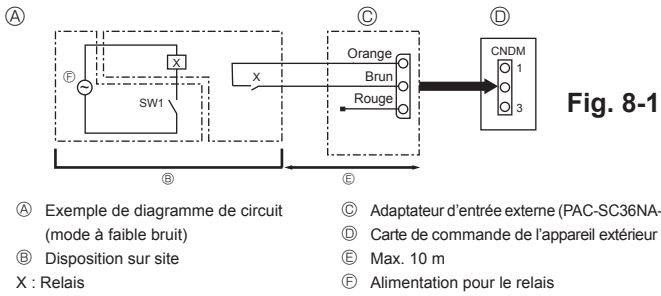 Ⓐ
Ⓒ
Ⓓ
Orange
CNDM
X
Ⓕ
X
Brun
1
SW1
Rouge
3
Fig. 8-1
Ⓑ
Ⓔ
Ⓐ Exemple de diagramme de circuit
(mode à faible bruit)
Ⓑ Disposition sur site
X : Relais
Ⓒ Adaptateur d'entrée externe (PAC-SC36NA-
Ⓓ Carte de commande de l'appareil extérieur
Ⓔ Max. 10 m
Ⓕ Alimentation pour le relais